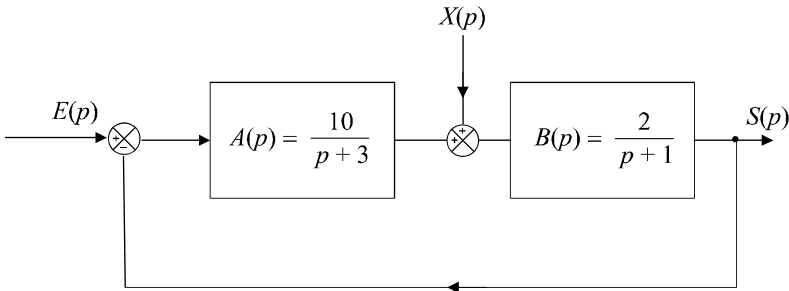 X(p)
E(p)
S(p)
A(p) = 10 / p + 3
B(p) = 2 / p + 1
+
−
+
+